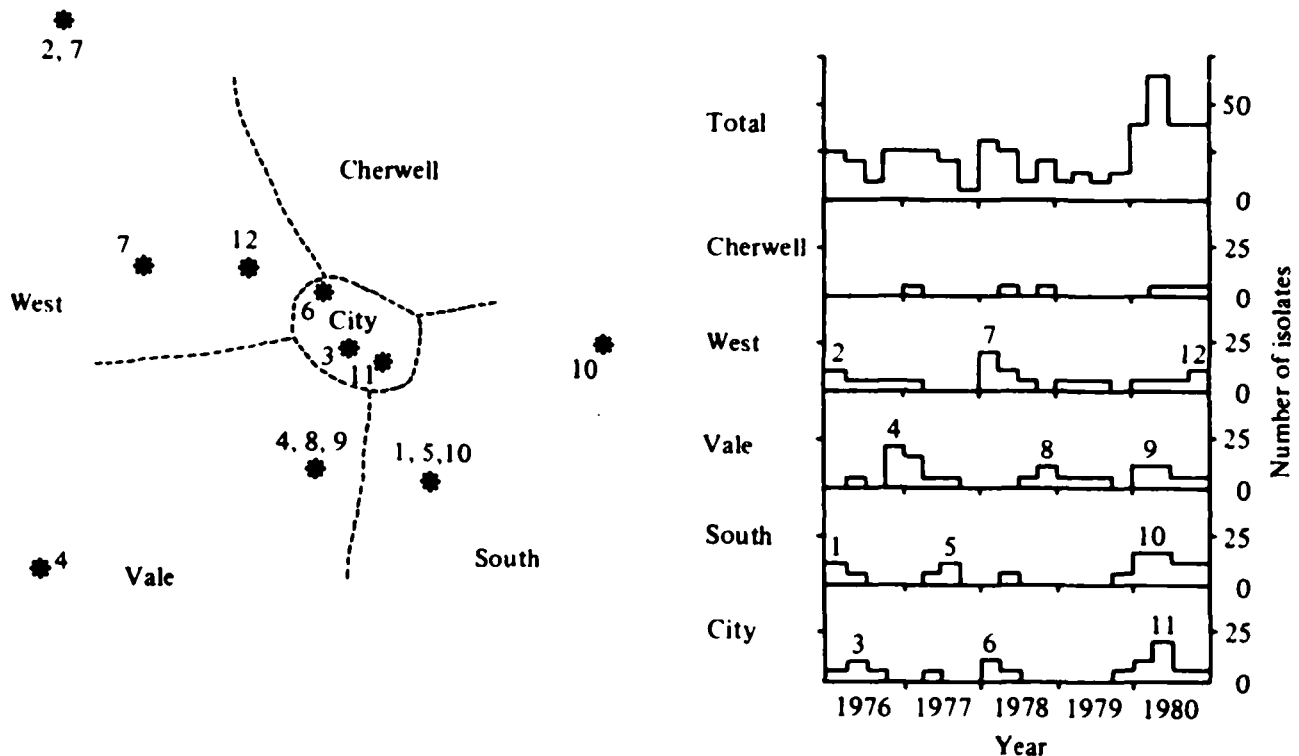 2, 7
Cherwell
7
12
West
6
City
3
11
10
4, 8, 9
1, 5,10
4
Vale
South
Total
50
0
Cherwell
25
0
West
2
7
12
25
0
Vale
4
8
9
25
0
South
1
5
10
25
0
City
3
6
11
25
0
Number of isolates
1976 1977 1978 1979 1980
Year